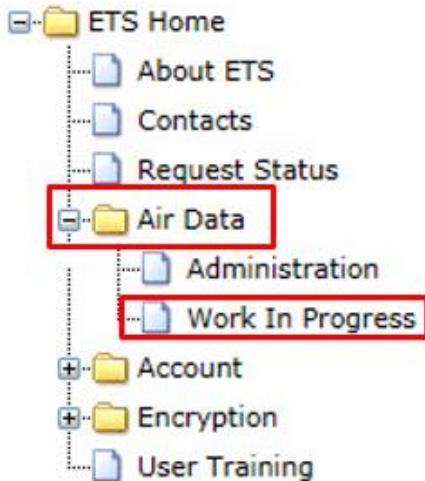 ETS Home
About ETS
Contacts
Request Status
Air Data
Administration
Work In Progress
Account
Encryption
User Training